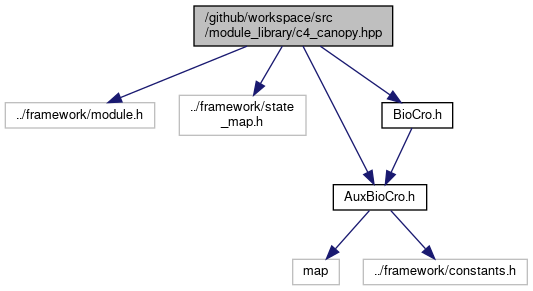 /github/workspace/src
/module_library/c4_canopy.hpp
../framework/module.h
../framework/state
_map.h
BioCro.h
AuxBioCro.h
map
../framework/constants.h